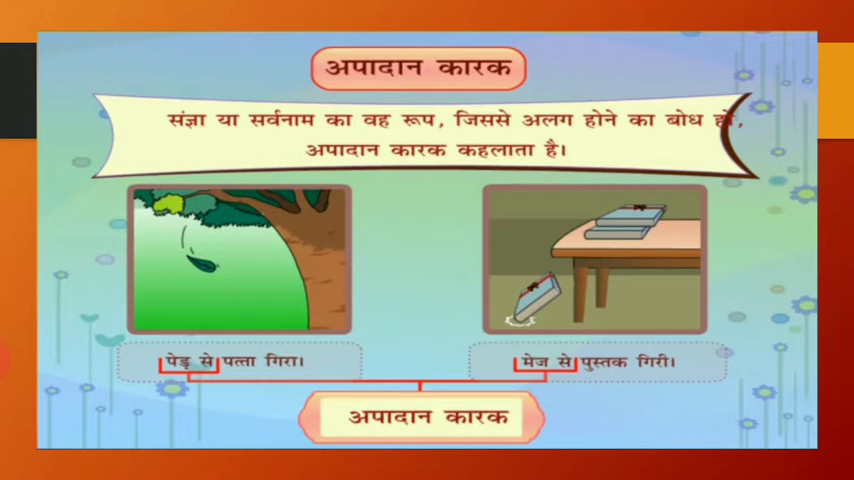 अपादान कारक
संज्ञा या सर्वनाम का वह रूप, जिससे अलग होने का बोध हो,
अपादान कारक कहलाता है।
पेड़ से पत्ता गिरा।
मेज से पुस्तक गिरी।
अपादान कारक